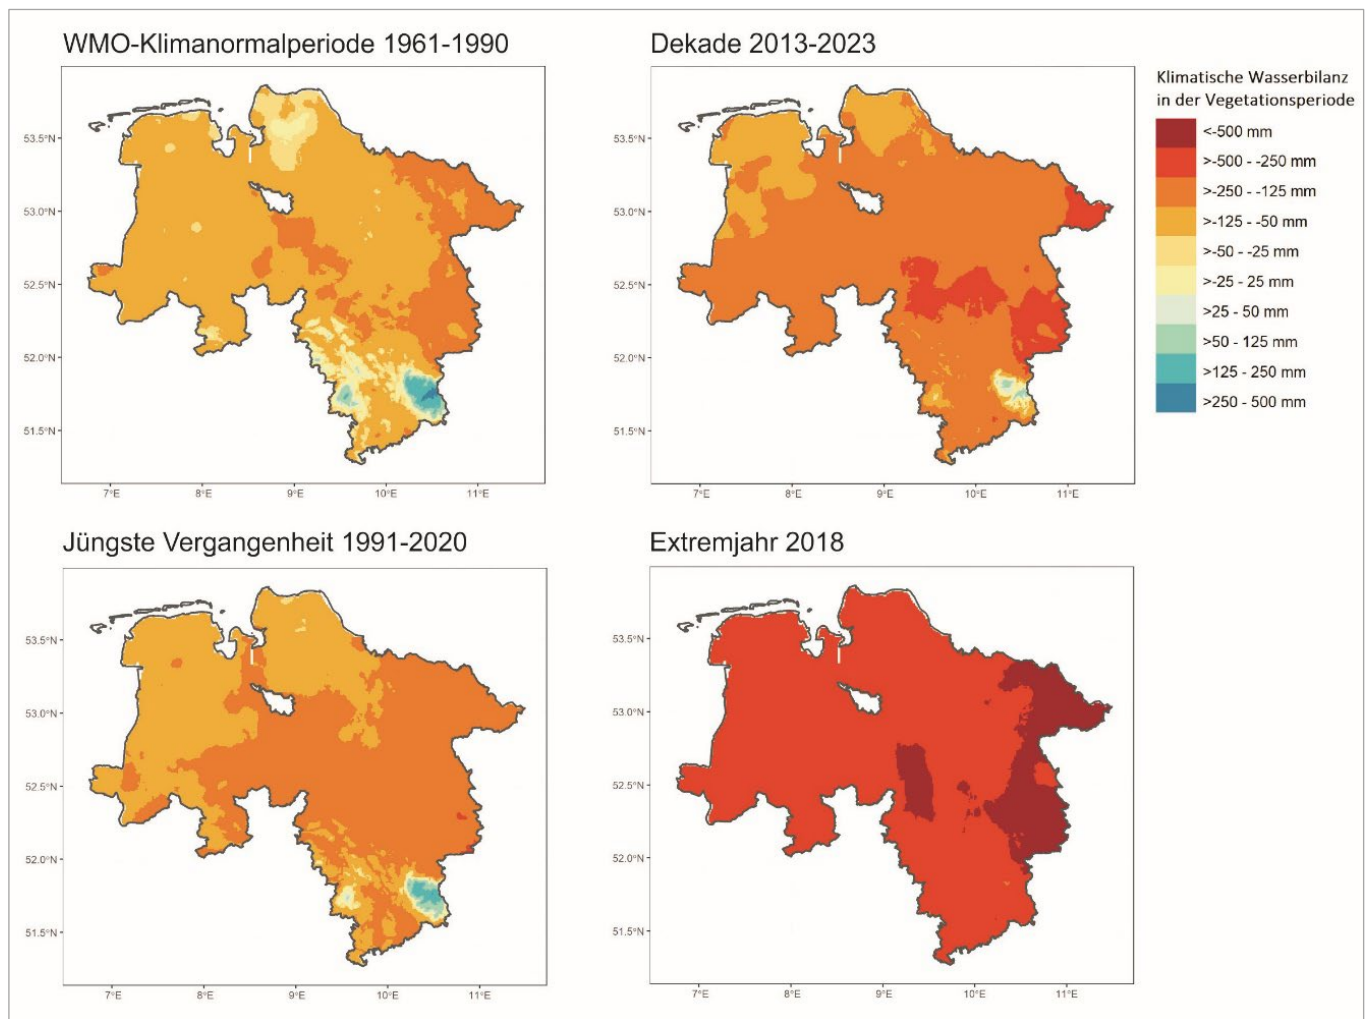 WMO-Klimanormalperiode 1961-1990
53.5°N
53.0°N
52.5°N
52.0°N
51.5°N
7°E 8°E 9°E 10°E 11°E
Dekade 2013-2023
53.5°N
53.0°N
52.5°N
52.0°N
51.5°N
7°E 8°E 9°E 10°E 11°E
Klimatische Wasserbilanz
in der Vegetationsperiode
<-500 mm
>-500 - -250 mm
>-250 - -125 mm
>-125 - -50 mm
>-50 - -25 mm
>-25 - 25 mm
>25 - 50 mm
>50 - 125 mm
>125 - 250 mm
>250 - 500 mm
Jüngste Vergangenheit 1991-2020
53.5°N
53.0°N
52.5°N
52.0°N
51.5°N
7°E 8°E 9°E 10°E 11°E
Extremjahr 2018
53.5°N
53.0°N
52.5°N
52.0°N
51.5°N
7°E 8°E 9°E 10°E 11°E